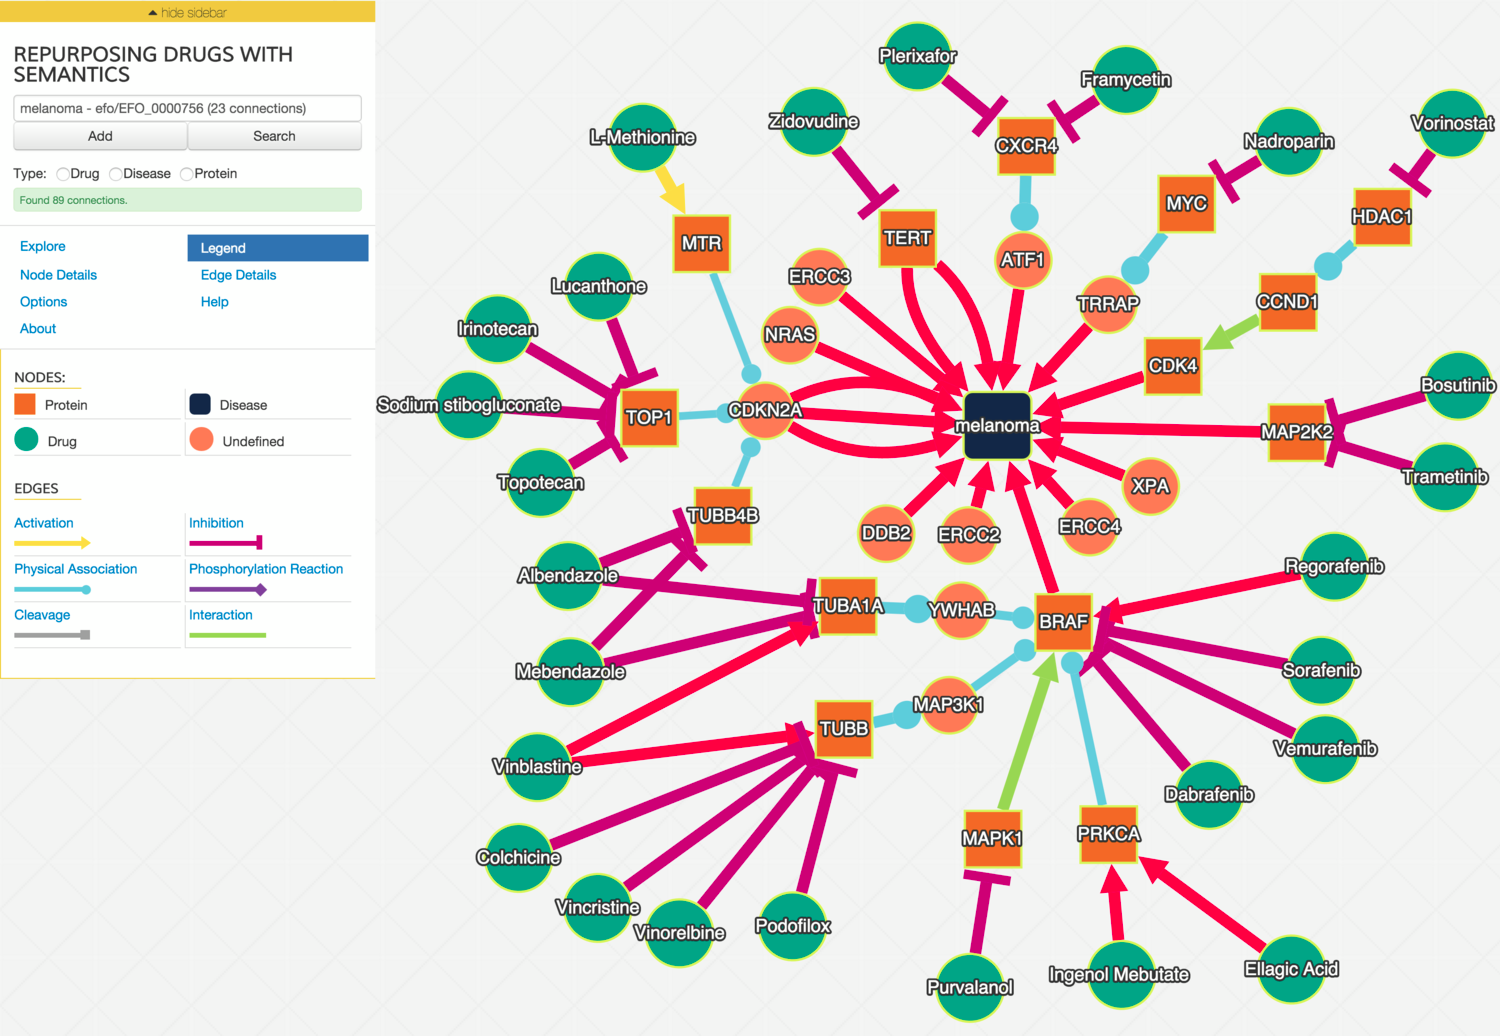 hide sidebar
REPURPOSING DRUGS WITH
SEMANTICS
melanoma - efo/EFO_0000756 (23 connections)
Add
Search
Type: Drug Disease Protein
Found 89 connections.
Explore
Legend
Node Details
Edge Details
Options
Help
About
NODES:
Protein
Disease
Drug
Undefined
EDGES
Activation
Inhibition
Physical Association
Phosphorylation Reaction
Cleavage
Interaction
Plerixafor
Framycetin
Zidovudine
L-Methionine
CXCR4
Nadroparin
Vorinostat
MYC
HDAC1
MTR
TERT
ATF1
ERCC3
Lucanthone
TRRAP
CCND1
Irinotecan
NRAS
CDK4
Bosutinib
Sodium stibogluconate
TOP1
CDKN2A
melanoma
MAP2K2
Topotecan
XPA
Trametinib
TUBB4B
DDB2
ERCC2
ERCC4
Albendazole
Regorafenib
TUBA1A
YWHAB
BRAF
Mebendazole
Sorafenib
MAP3K1
TUBB
Vemurafenib
Vinblastine
Dabrafenib
MAPK1
PRKCA
Colchicine
Vincristine
Vinorelbine
Podofilox
Purvalanol
Ingenol Mebutate
Ellagic Acid